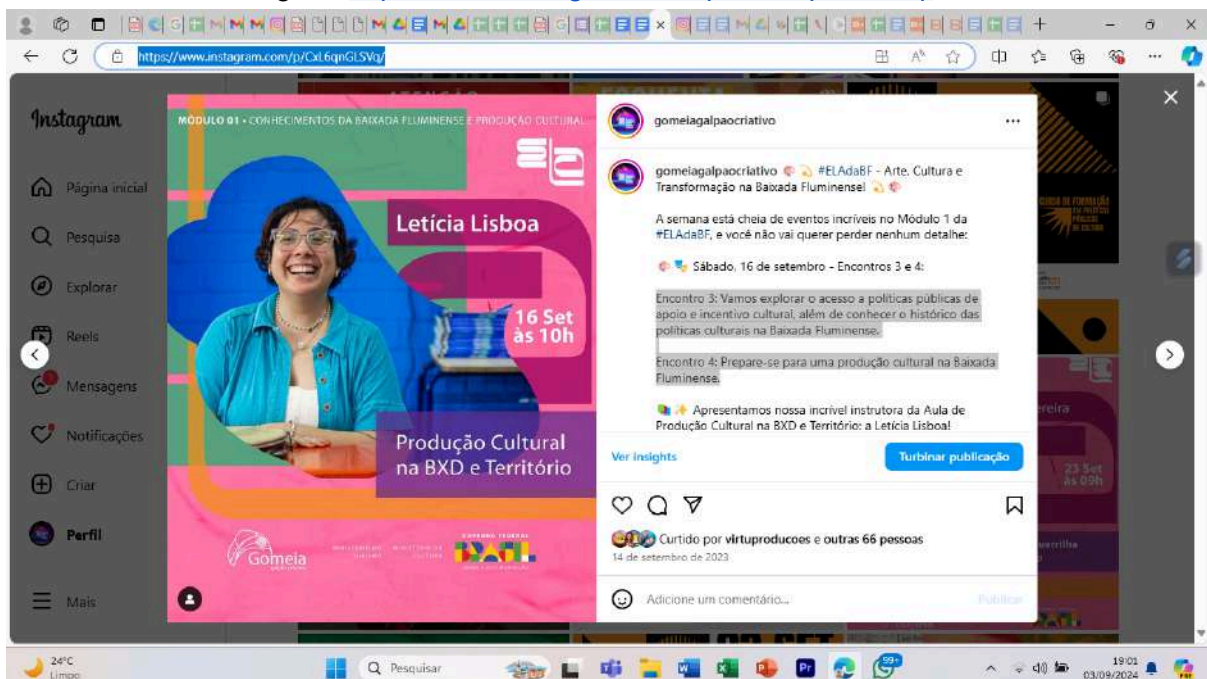 https://www.instagram.com/p/CxL6qnGLSVq/
Instagram
Página inicial
Pesquisa
Explorar
Reels
Mensagens
Notificações
Criar
Perfil
Mais
MÓDULO 01 • CONHECIMENTOS DA BAIXADA FLUMINENSE E PRODUÇÃO CULTURAL
Letícia Lisboa
16 Set
às 10h
Produção Cultural
na BXD e Território
Gomeia
GOVERNO FEDERAL
BRASIL
gomeiagalpaocriativo
gomeiagalpaocriativo #ELAdaBF - Arte. Cultura e
Transformação na Baixada Fluminense!
A semana está cheia de eventos incríveis no Módulo 1 da
#ELAdaBF, e você não vai querer perder nenhum detalhe:
Sábado, 16 de setembro - Encontros 3 e 4:
Encontro 3: Vamos explorar o acesso a políticas públicas de
apoio e incentivo cultural, além de conhecer o histórico das
políticas culturais na Baixada Fluminense.
Encontro 4: Prepare-se para uma produção cultural na Baixada
Fluminense.
Apresentamos nossa incrível instrutora da Aula de
Produção Cultural na BXD e Território: a Letícia Lisboa!
Ver insights
Turbinar publicação
Curtido por virtuproducoes e outras 66 pessoas
14 de setembro de 2023
Adicione um comentário...
Publicar
23 Set
às 09h
24°C
Limpo
Pesquisar
99+
19:01
03/09/2024